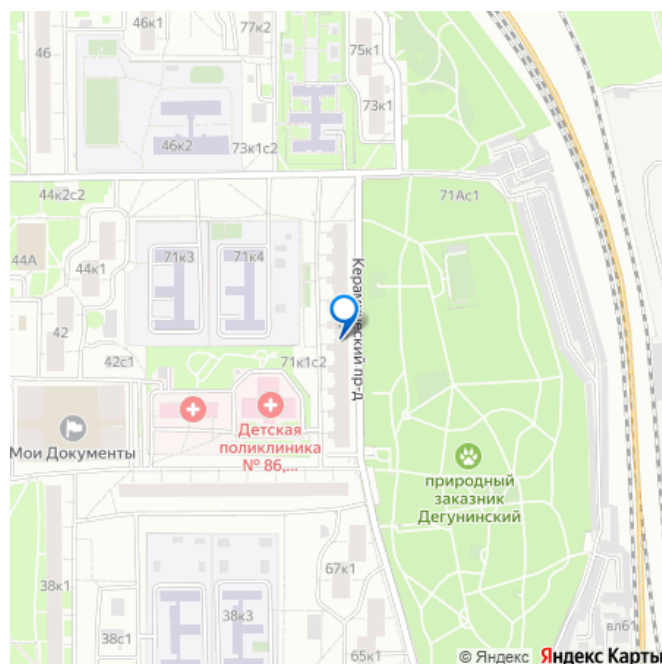 46к1
77к2
46
75к1
73к1
46к2
73к1с2
44к2с2
71Ас1
44А
71к3
71к4
44к1
Керамический пр-д
42
42с1
71к1с2
Мои Документы
Детская
поликлиника
№ 86,...
природный
заказник
Дегунинский
67к1
38к1
38к3
вл61
38с1
65к1
© Яндекс Яндекс Карты